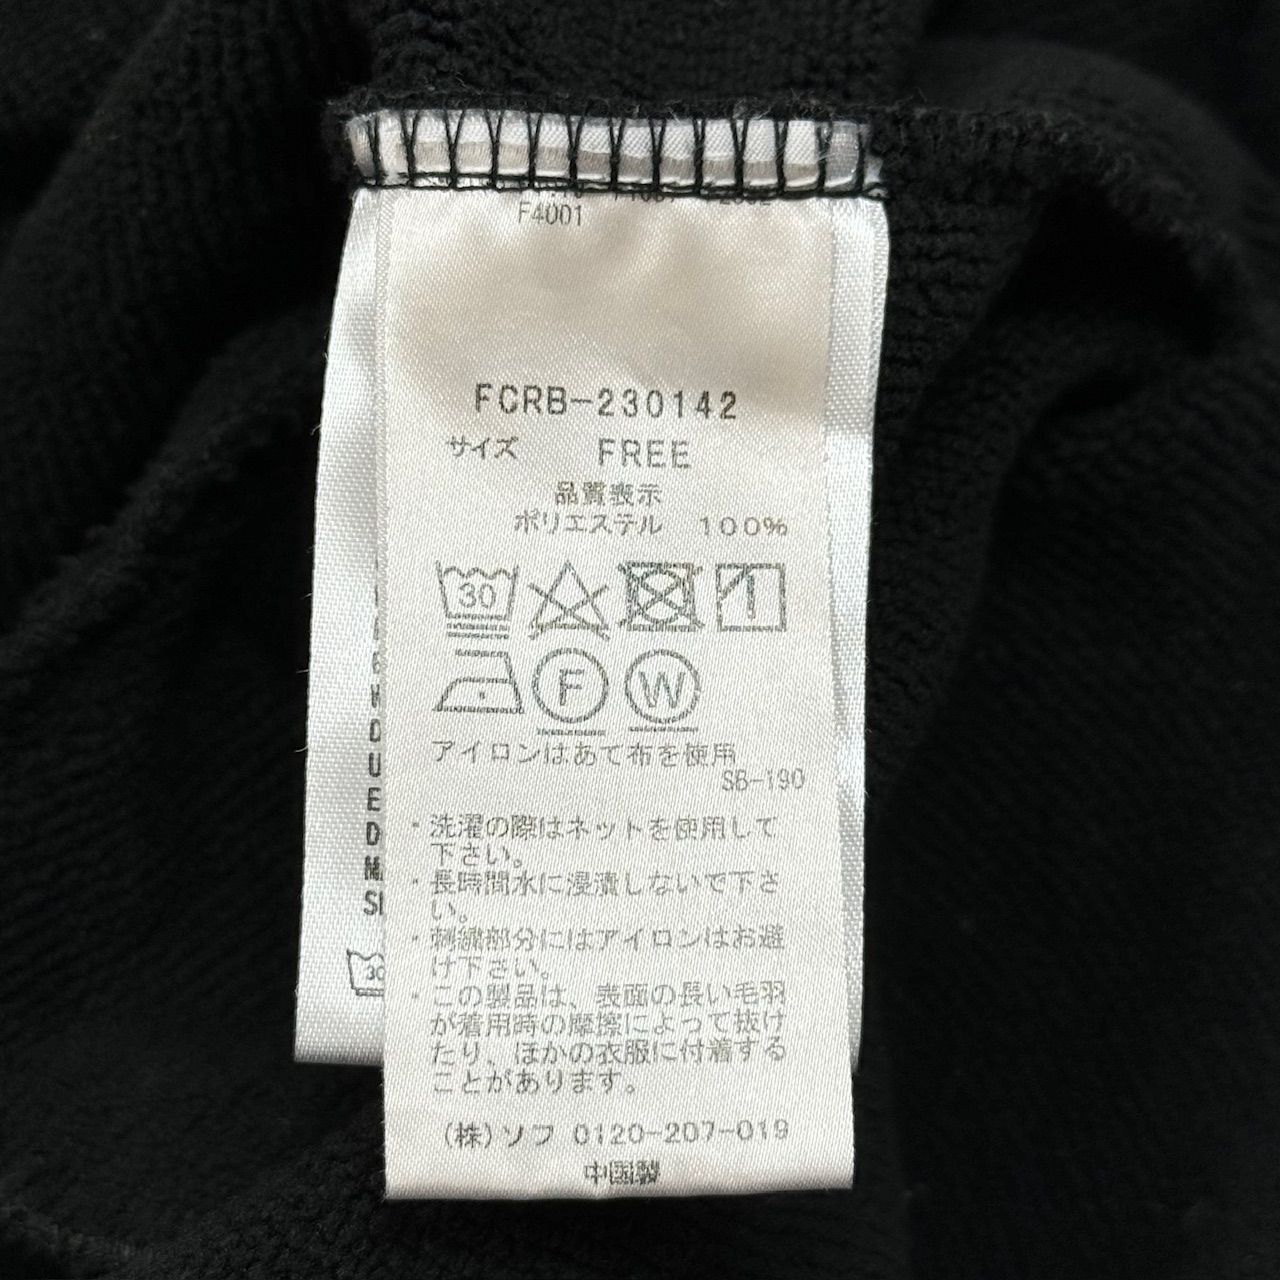 F4001
FCRB-230142
サイズ FREE
品質表示
ポリエステル 100%
30
F W
アイロンはあて布を使用
SB-190
・洗濯の際はネットを使用して
下さい。
・長時間水に浸漬しないで下さ
い。
・刺繍部分にはアイロンはお避
け下さい。
・この製品は、表面の長い毛羽
が着用時の摩擦によって抜け
たり、ほかの衣服に付着する
ことがあります。
(株)ソフ 0120-207-019
中国製
D
U
E
D
30